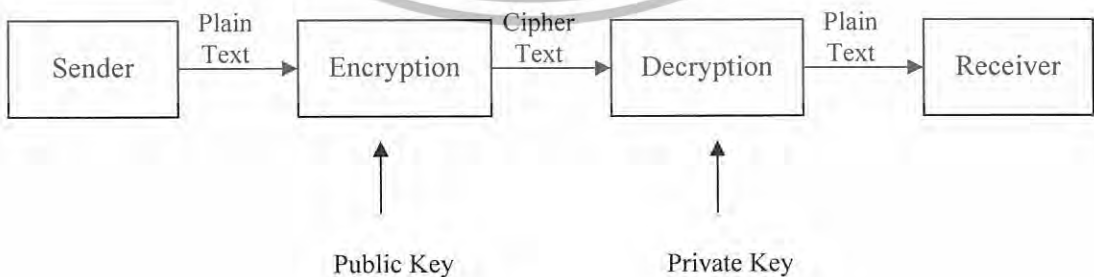 Plain
Text
Cipher
Text
Plain
Text
Sender
Encryption
Decryption
Receiver
Public Key
Private Key